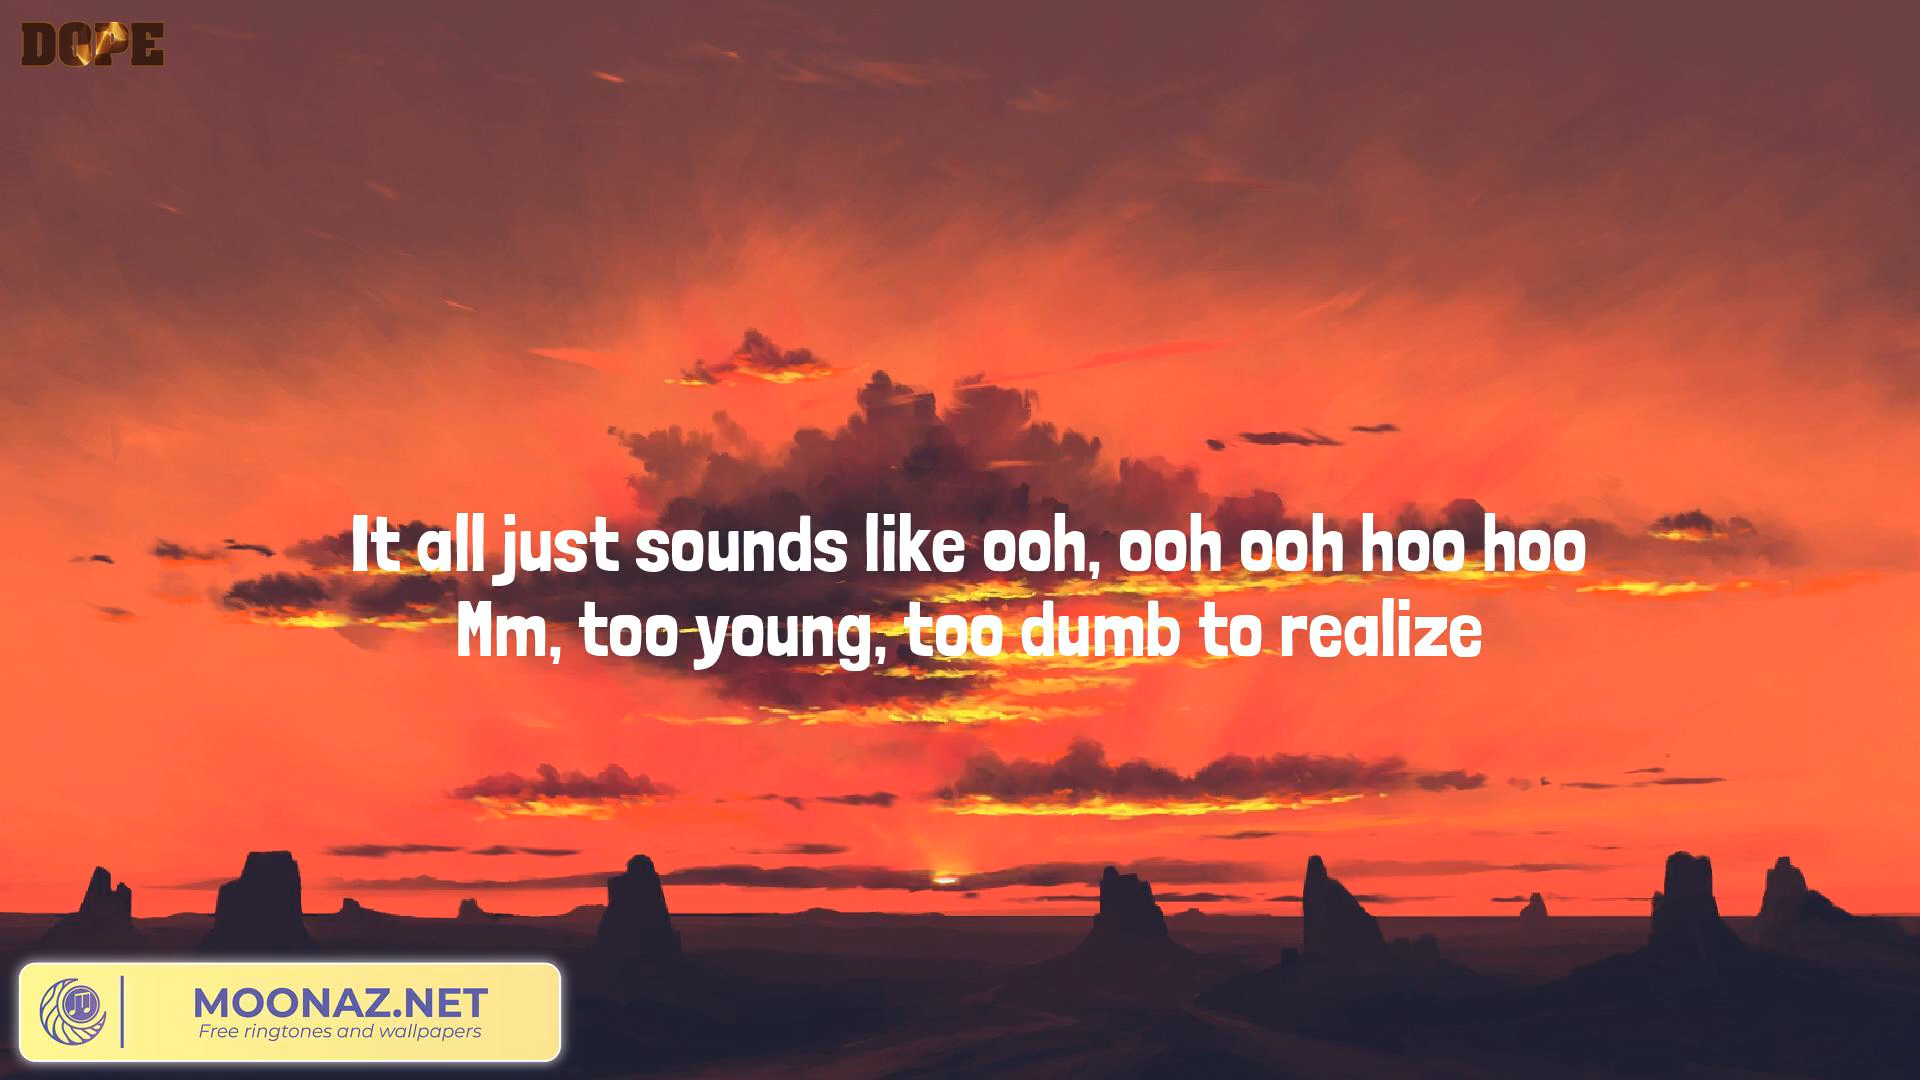 DOPE
It all just sounds like ooh, ooh ooh hoo hoo
Mm, too young, too dumb to realize
MOONAZ.NET
Free ringtones and wallpapers